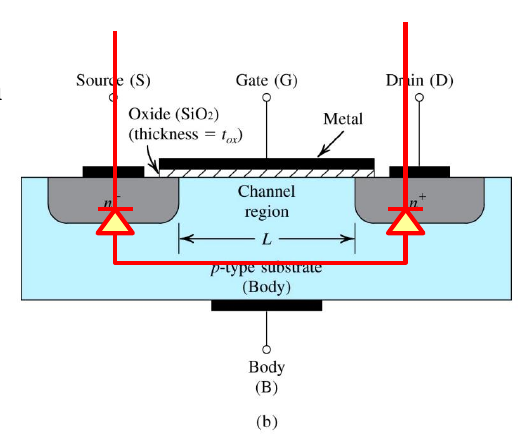 Source (S)
Gate (G)
Drain (D)
Oxide (SiO2)
(thickness = tox)
Metal
n+
Channel
region
n+
L
p-type substrate
(Body)
Body
(B)
(b)